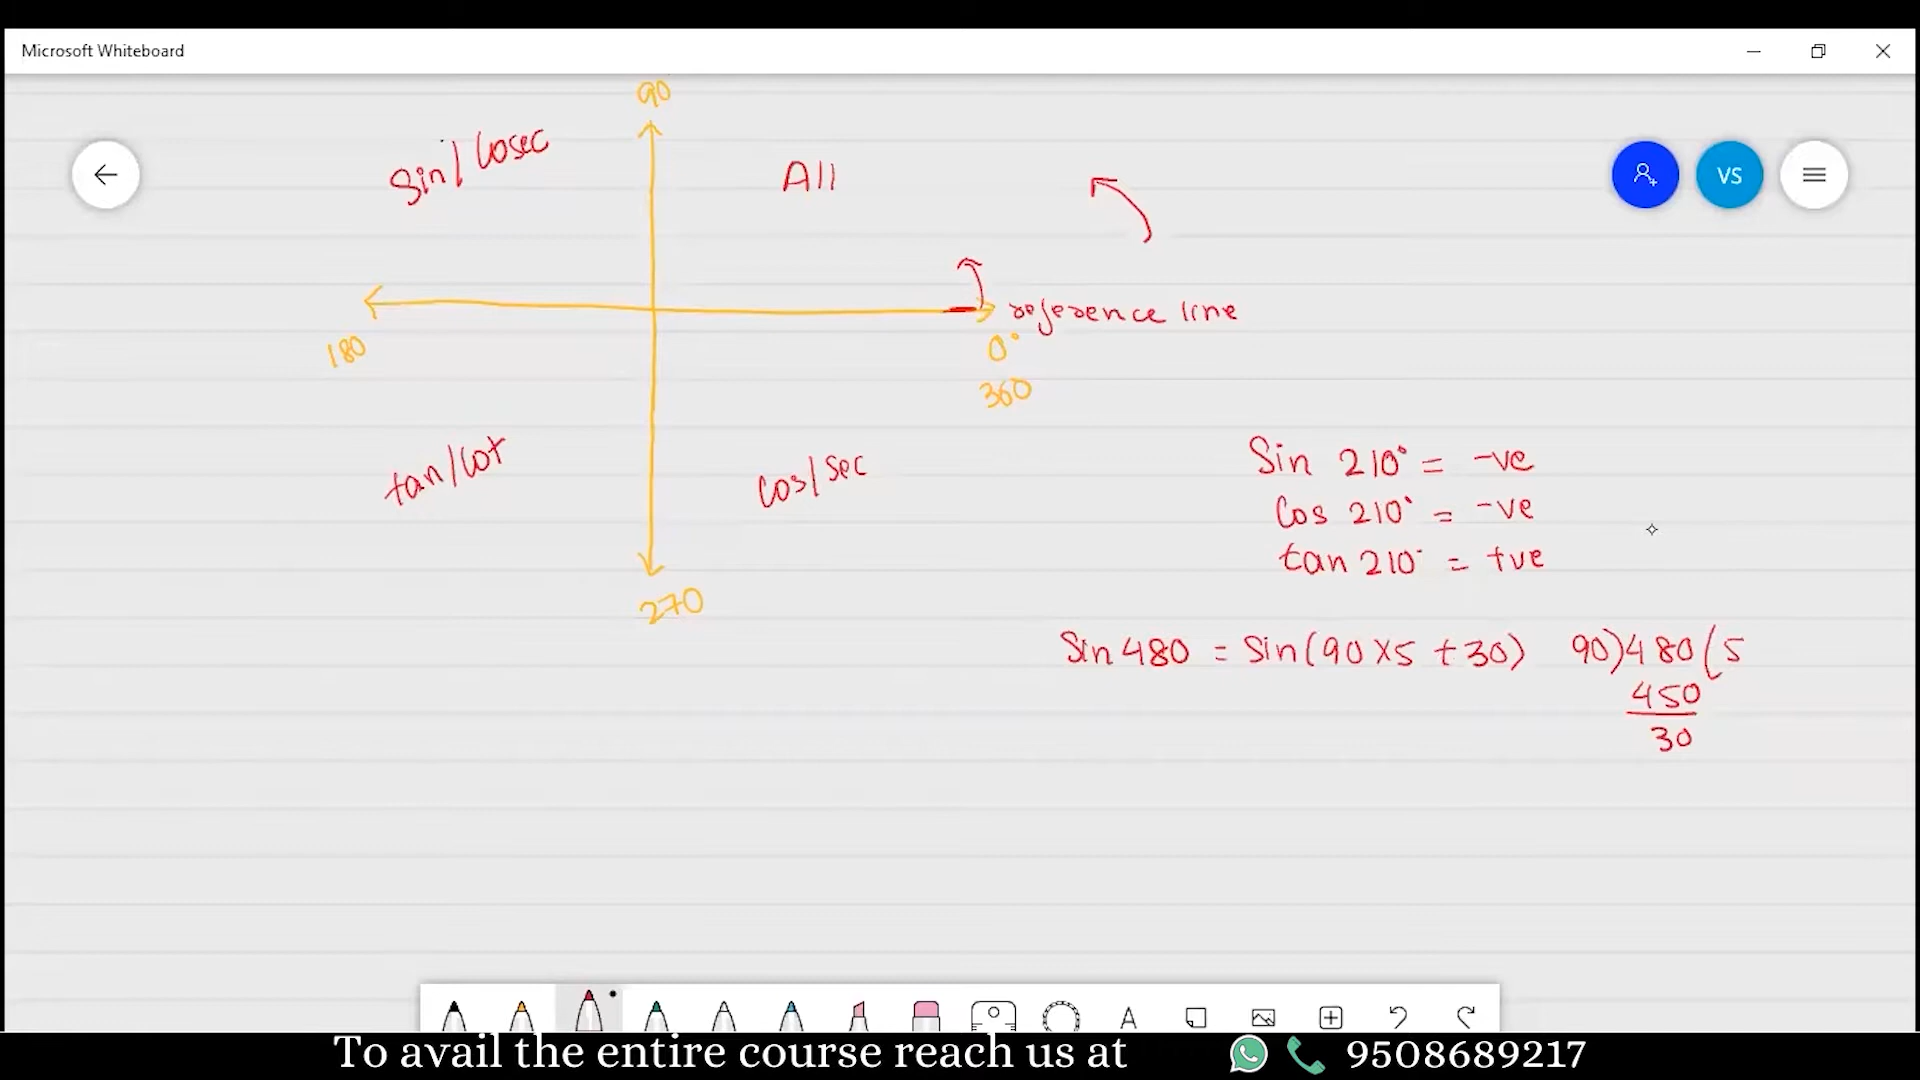 Microsoft Whiteboard
90
Sin/Cosec
All
VS
reference line
180
0°
360
tan/Cot
Cos/Sec
Sin 210° = -ve
Cos 210° = -ve
tan 210° = +ve
270
Sin 480 = Sin(90 X 5 + 30) 90)480(5
450
30
A
To avail the entire course reach us at 9508689217